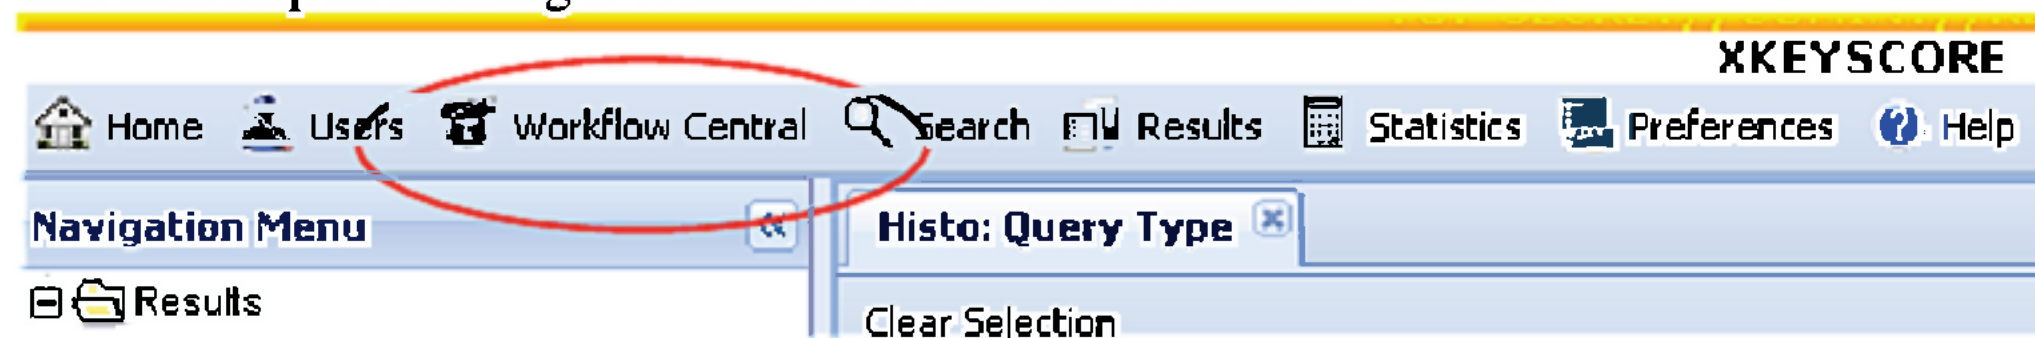 XKEYSCORE
Home Users Workflow Central Search Results Statistics Preferences Help
Navigation Menu
Histo: Query Type
Results
Clear Selection